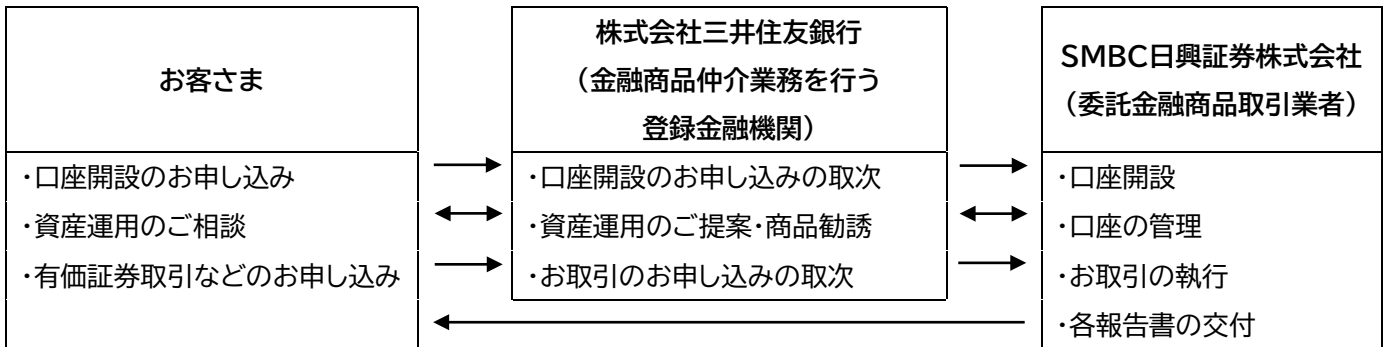 お客さま
株式会社三井住友銀行
（金融商品仲介業務を行う
登録金融機関）
SMBC日興証券株式会社
（委託金融商品取引業者）
・口座開設のお申し込み
・資産運用のご相談
・有価証券取引などのお申し込み
・口座開設のお申し込みの取次
・資産運用のご提案・商品勧誘
・お取引のお申し込みの取次
・口座開設
・口座の管理
・お取引の執行
・各報告書の交付